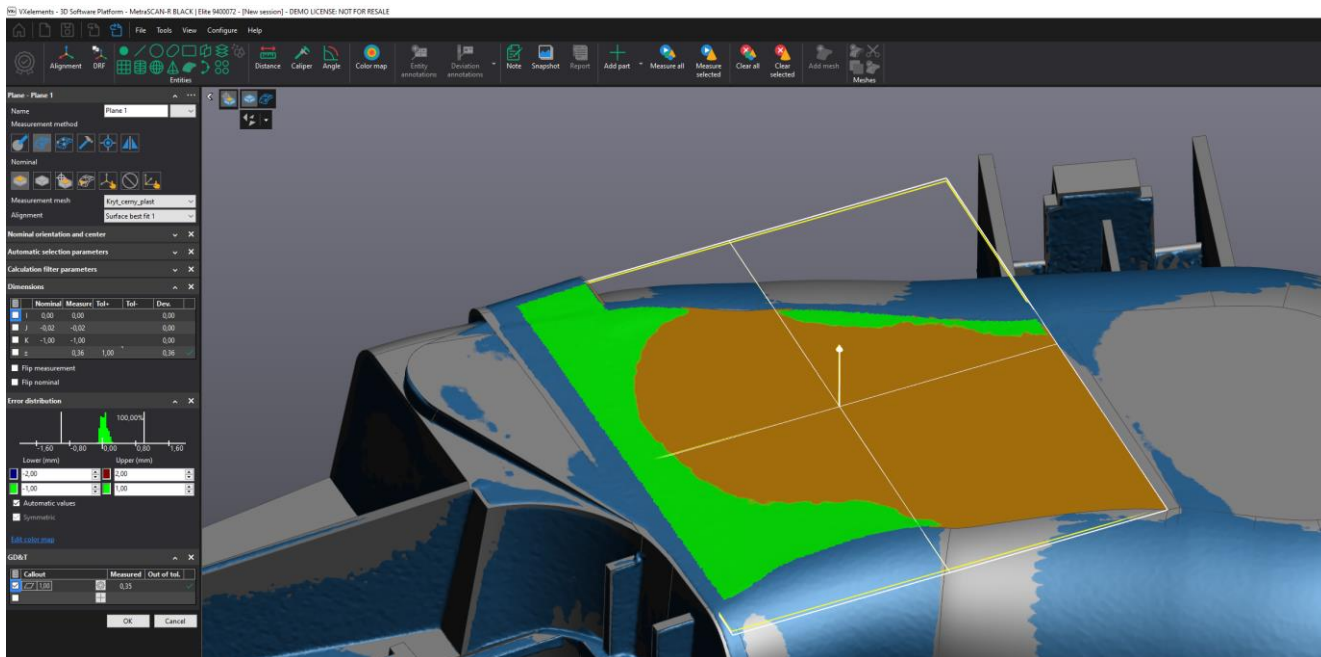 VXelements - 3D Software Platform - MetraSCAN-R BLACK | Elite 9400072 - [New session] - DEMO LICENSE: NOT FOR RESALE
File Tools View Configure Help
Alignment DRF Entities Distance Caliper Angle Color map Entity annotations Deviation annotations Note Snapshot Report Add part Measure all Measure selected Clear all Clear selected Add mesh Meshes
Plane - Plane 1
Name Plane 1
Measurement method
Nominal
Measurement mesh Kryt_cerny_plast
Alignment Surface best fit 1
Nominal orientation and center
Automatic selection parameters
Calculation filter parameters
Dimensions
Nominal Measure Tol+ Tol- Dev.
I 0,00 0,00 0,00
J -0,02 -0,02 0,00
K -1,00 -1,00 0,00
± 0,36 1,00 0,36
Flip measurement
Flip nominal
Error distribution
100,00%
-1,60 -0,80 0,00 0,80 1,60
Lower (mm) Upper (mm)
-2,00 2,00
-1,00 1,00
Automatic values
Symmetric
Edit color map
GD&T
Callout Measured Out of tol.
1,00 0,35
OK Cancel